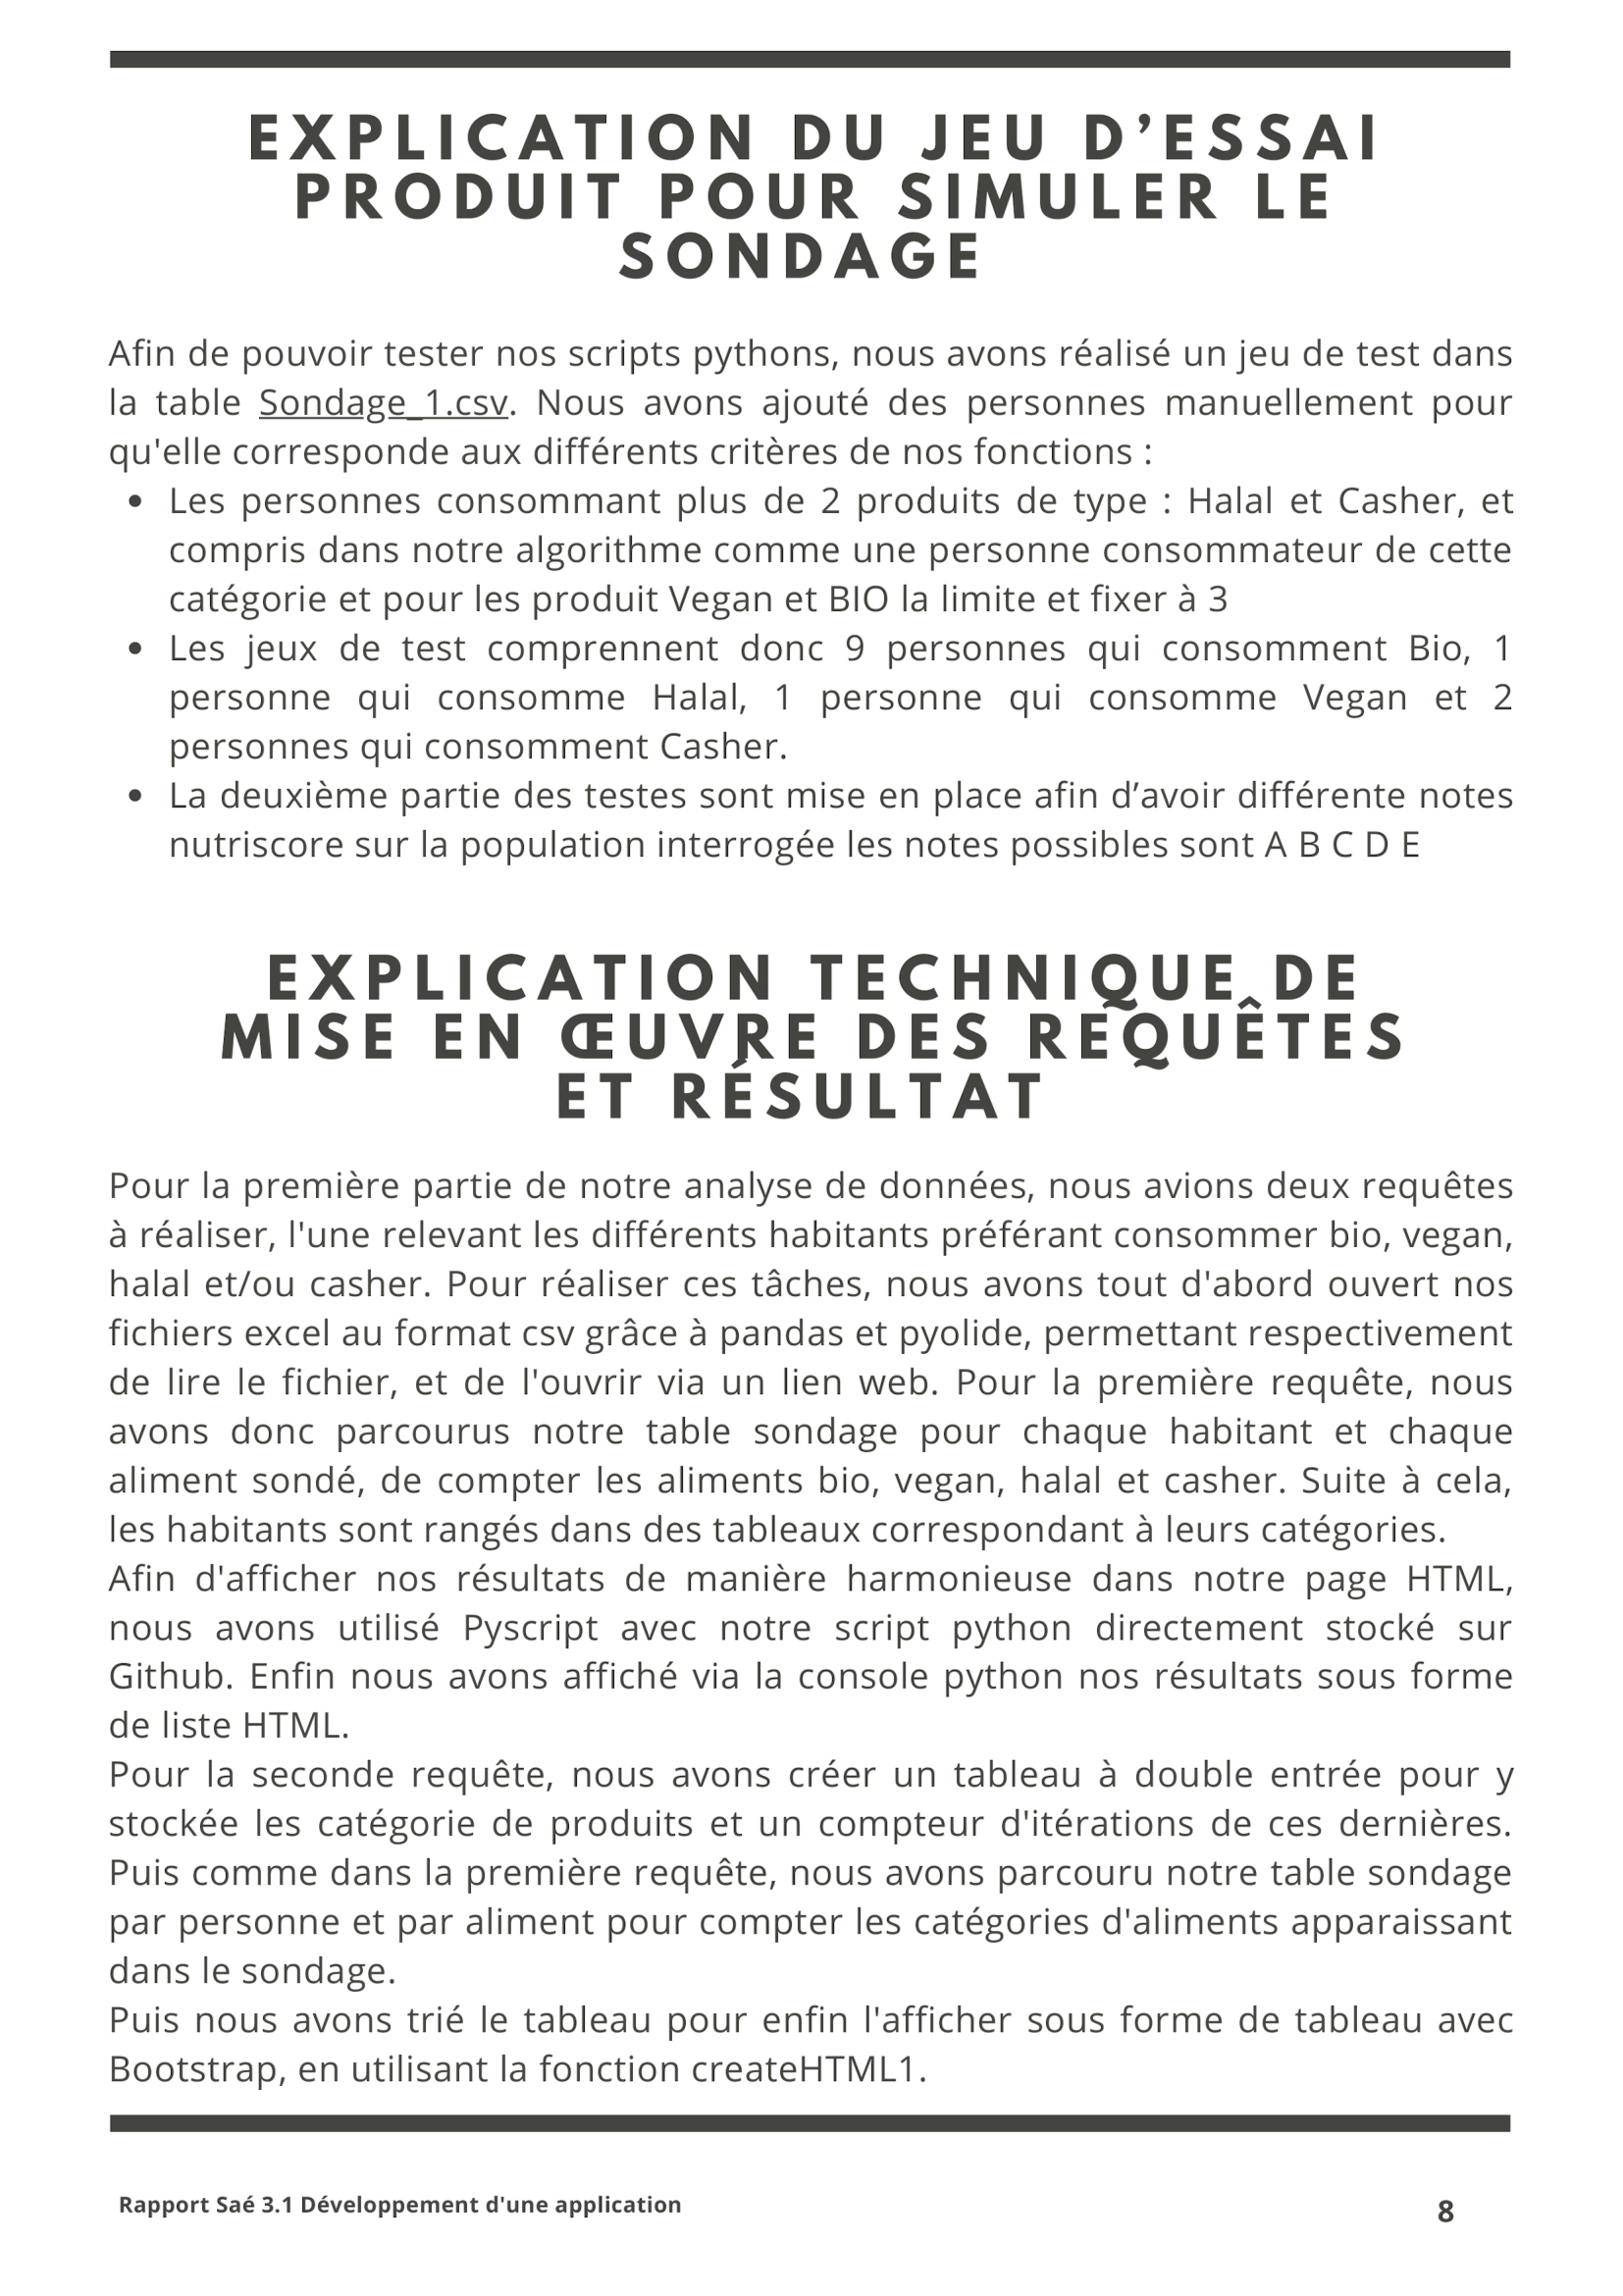 EXPLICATION DU JEU D’ESSAI
PRODUIT POUR SIMULER LE
SONDAGE
Afin de pouvoir tester nos scripts pythons, nous avons réalisé un jeu de test dans
la table Sondage_1.csv. Nous avons ajouté des personnes manuellement pour
qu'elle corresponde aux différents critères de nos fonctions :
• Les personnes consommant plus de 2 produits de type : Halal et Casher, et
compris dans notre algorithme comme une personne consommateur de cette
catégorie et pour les produit Vegan et BIO la limite et fixer à 3
• Les jeux de test comprennent donc 9 personnes qui consomment Bio, 1
personne qui consomme Halal, 1 personne qui consomme Vegan et 2
personnes qui consomment Casher.
• La deuxième partie des testes sont mise en place afin d’avoir différente notes
nutriscore sur la population interrogée les notes possibles sont A B C D E
EXPLICATION TECHNIQUE DE
MISE EN ŒUVRE DES REQUÊTES
ET RÉSULTAT
Pour la première partie de notre analyse de données, nous avions deux requêtes
à réaliser, l'une relevant les différents habitants préférant consommer bio, vegan,
halal et/ou casher. Pour réaliser ces tâches, nous avons tout d'abord ouvert nos
fichiers excel au format csv grâce à pandas et pyolide, permettant respectivement
de lire le fichier, et de l'ouvrir via un lien web. Pour la première requête, nous
avons donc parcourus notre table sondage pour chaque habitant et chaque
aliment sondé, de compter les aliments bio, vegan, halal et casher. Suite à cela,
les habitants sont rangés dans des tableaux correspondant à leurs catégories.
Afin d'afficher nos résultats de manière harmonieuse dans notre page HTML,
nous avons utilisé Pyscript avec notre script python directement stocké sur
Github. Enfin nous avons affiché via la console python nos résultats sous forme
de liste HTML.
Pour la seconde requête, nous avons créer un tableau à double entrée pour y
stockée les catégorie de produits et un compteur d'itérations de ces dernières.
Puis comme dans la première requête, nous avons parcouru notre table sondage
par personne et par aliment pour compter les catégories d'aliments apparaissant
dans le sondage.
Puis nous avons trié le tableau pour enfin l'afficher sous forme de tableau avec
Bootstrap, en utilisant la fonction createHTML1.
Rapport Saé 3.1 Développement d'une application
8